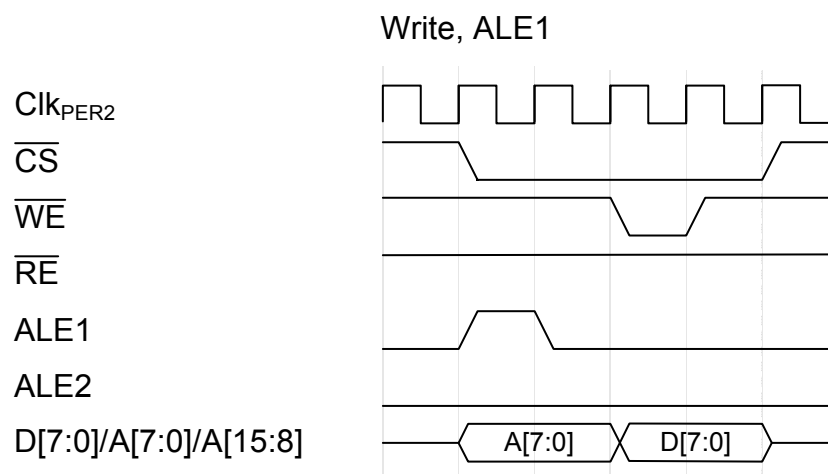 Write, ALE1
ClkPER2
CS
WE
RE
ALE1
ALE2
D[7:0]/A[7:0]/A[15:8] A[7:0] D[7:0]